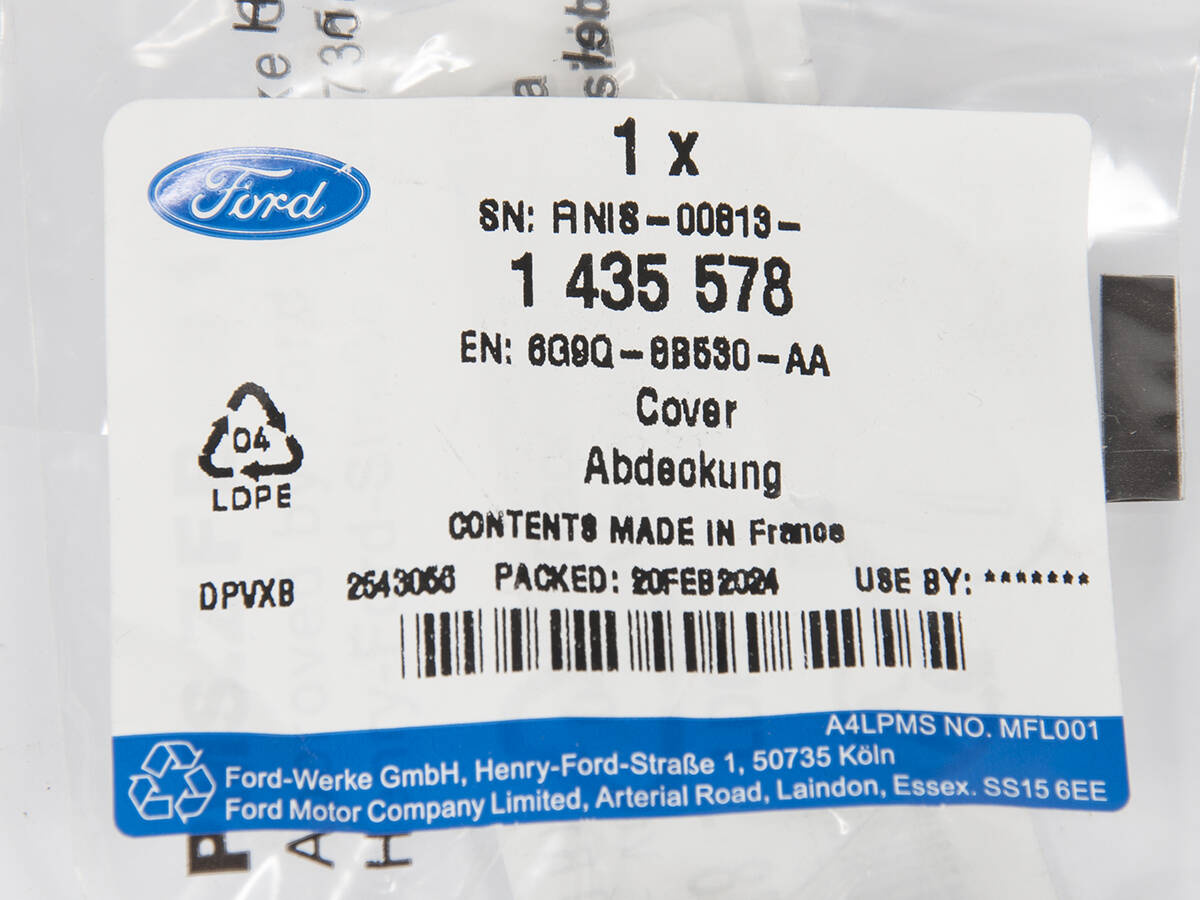 1 x
Ford
SN: ANIS-00613-
1 435 578
EN: 6G9Q-8B530-AA
Cover
04
LDPE
Abdeckung
CONTENTS MADE IN France
DPVXB 2543056 PACKED: 20FEB2024 USE BY: *******
A4LPMS NO. MFL001
Ford-Werke GmbH, Henry-Ford-Straße 1, 50735 Köln
Ford Motor Company Limited, Arterial Road, Laindon, Essex. SS15 6EE